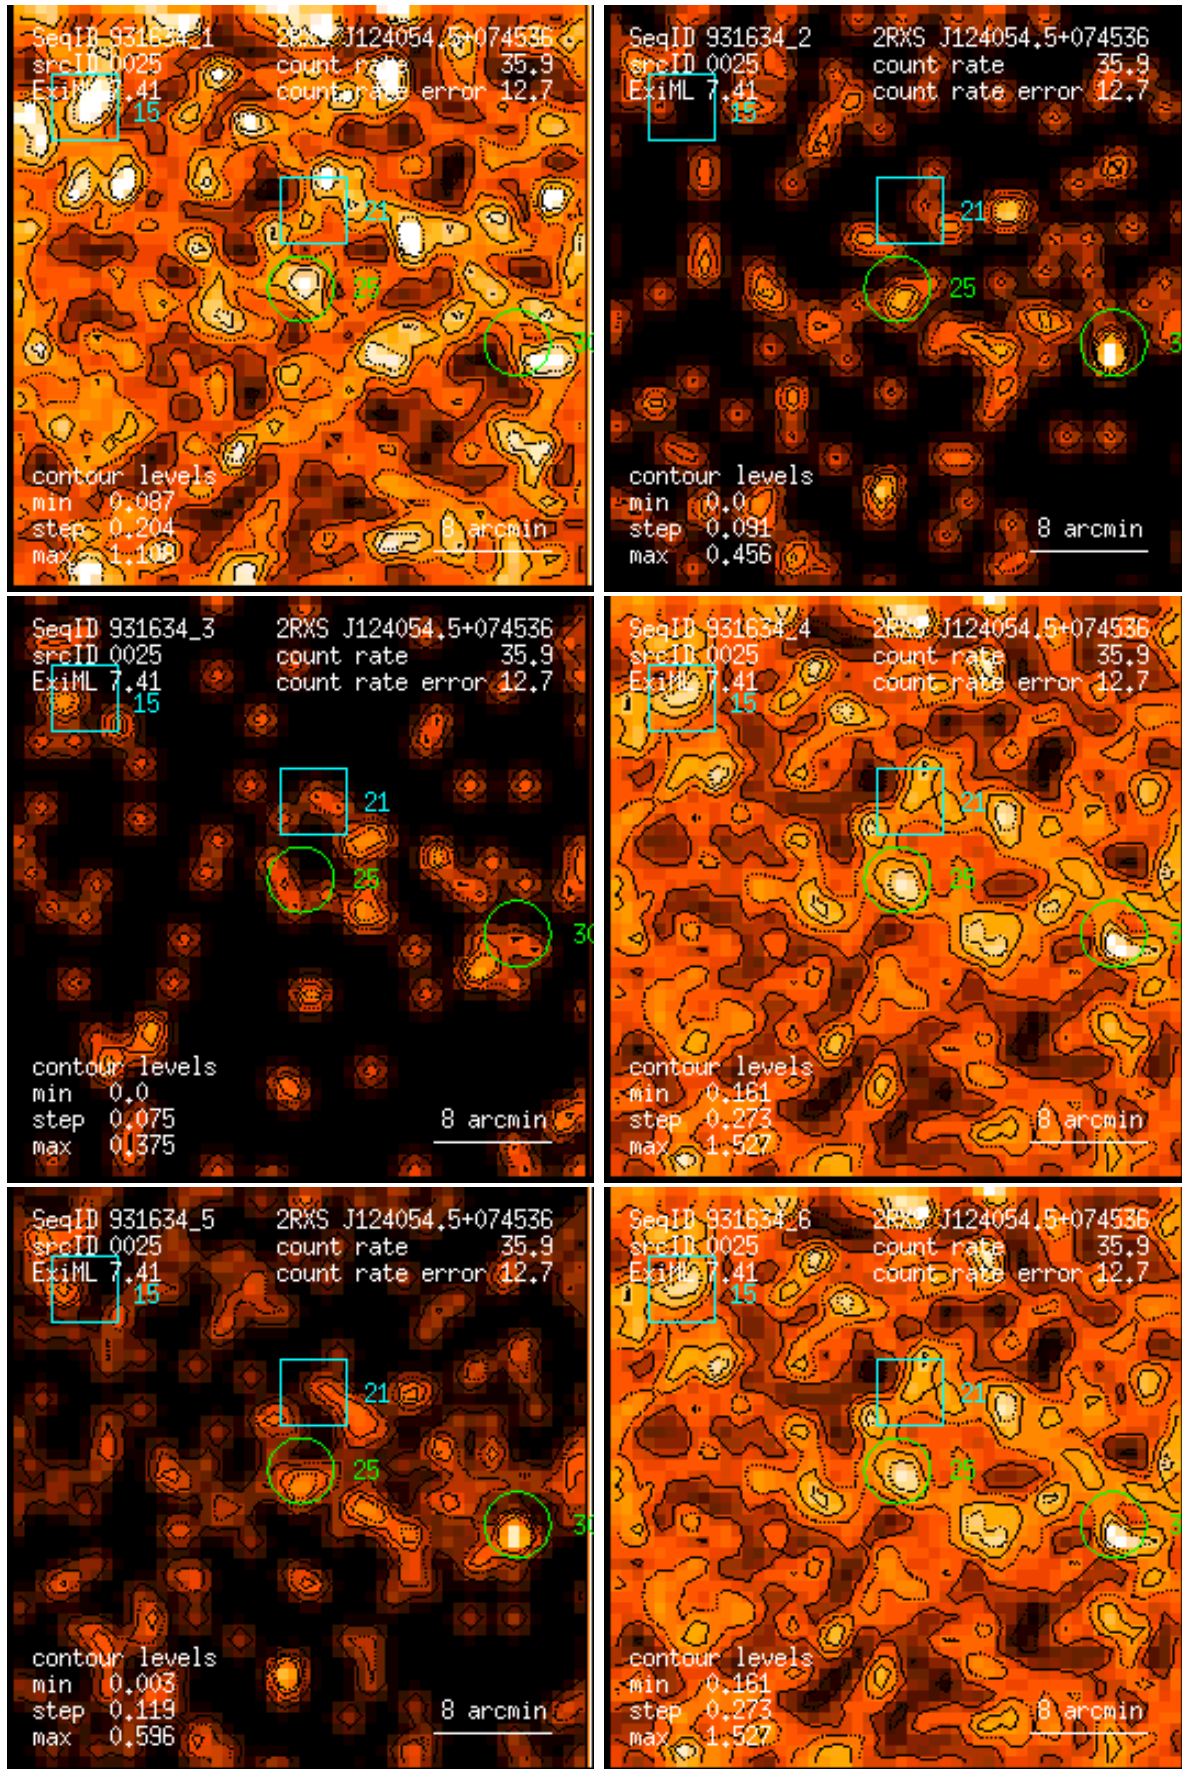 SeqID 931634_1 2RXS J124054.5+074536
srcID 0025 count rate 35.9
ExiML 7.41 count rate error 12.7
15
21
25
30
contour levels
min 0.087
step 0.204
max 1.108
8 arcmin
SeqID 931634_2 2RXS J124054.5+074536
srcID 0025 count rate 35.9
ExiML 7.41 count rate error 12.7
15
21
25
3
contour levels
min 0.0
step 0.091
max 0.456
8 arcmin
SeqID 931634_3 2RXS J124054.5+074536
srcID 0025 count rate 35.9
ExiML 7.41 count rate error 12.7
15
21
25
30
contour levels
min 0.0
step 0.075
max 0.375
8 arcmin
SeqID 931634_4 2RXS J124054.5+074536
srcID 0025 count rate 35.9
ExiML 7.41 count rate error 12.7
15
21
25
3
contour levels
min 0.161
step 0.273
max 1.527
8 arcmin
SeqID 931634_5 2RXS J124054.5+074536
srcID 0025 count rate 35.9
ExiML 7.41 count rate error 12.7
15
21
25
30
contour levels
min 0.003
step 0.119
max 0.596
8 arcmin
SeqID 931634_6 2RXS J124054.5+074536
srcID 0025 count rate 35.9
ExiML 7.41 count rate error 12.7
15
21
25
3
contour levels
min 0.161
step 0.273
max 1.527
8 arcmin